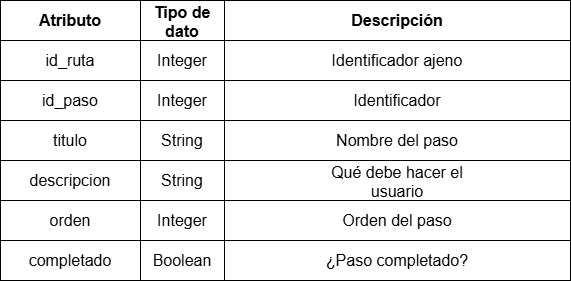 Atributo Tipo de dato Descripción
id_ruta Integer Identificador ajeno
id_paso Integer Identificador
titulo String Nombre del paso
descripcion String Qué debe hacer el usuario
orden Integer Orden del paso
completado Boolean ¿Paso completado?